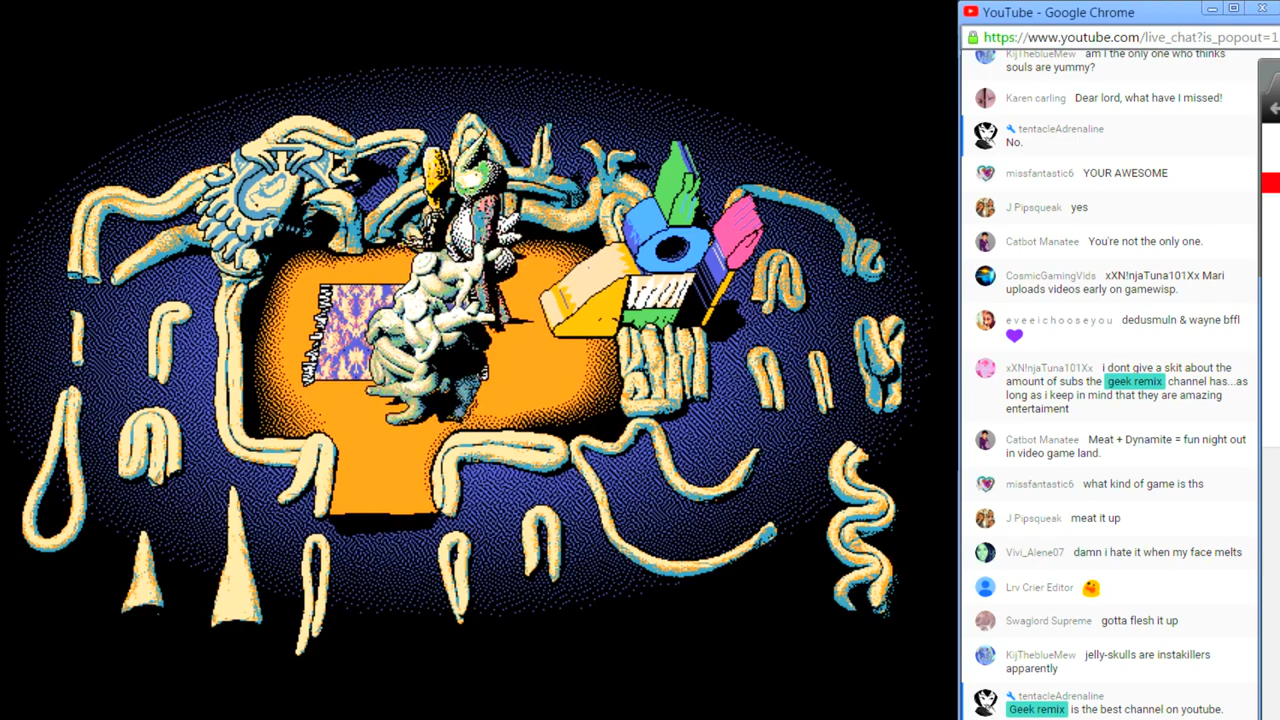 YouTube - Google Chrome
https://www.youtube.com/live_chat?is_popout=1
KijTheblueMew am I the only one who thinks
souls are yummy?
Karen carling Dear lord, what have I missed!
tentacleAdrenaline
No.
missfantastic6 YOUR AWESOME
J Pipsqueak yes
Catbot Manatee You're not the only one.
CosmicGamingVids xXN!njaTuna101Xx Mari
uploads videos early on gamewisp.
e v e e i c h o o s e y o u dedusmuln & wayne bffl
xXN!njaTuna101Xx i dont give a skit about the
amount of subs the geek remix channel has...as
long as i keep in mind that they are amazing
entertaiment
Catbot Manatee Meat + Dynamite = fun night out
in video game land.
missfantastic6 what kind of game is ths
J Pipsqueak meat it up
Vivi_Alene07 damn i hate it when my face melts
Lrv Crier Editor
Swaglord Supreme gotta flesh it up
KijTheblueMew jelly-skulls are instakillers
apparently
tentacleAdrenaline
Geek remix is the best channel on youtube.